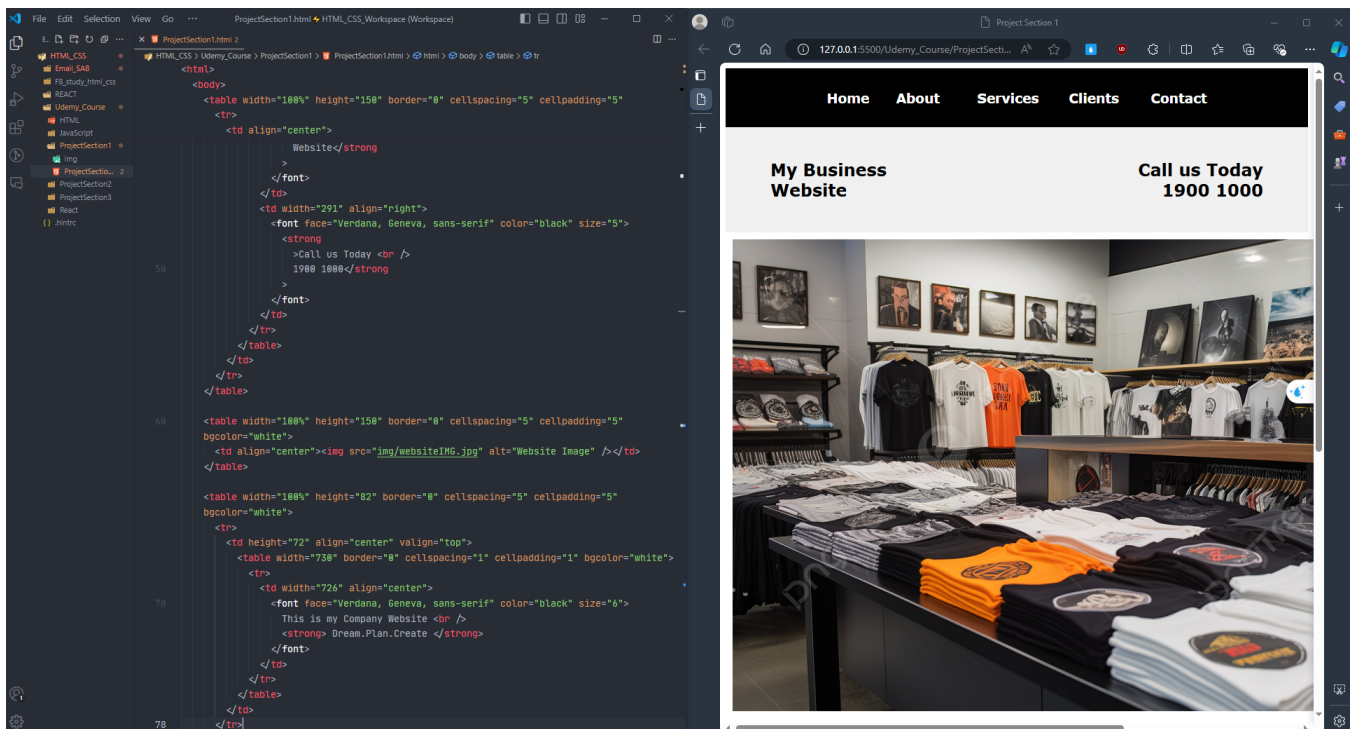 File Edit Selection View Go ··· ProjectSection1.html HTML_CSS_Workspace (Workspace)
E...
HTML_CSS
Email_SAB
F8_study_html_css
REACT
Udemy_Course
HTML
JavaScript
ProjectSection1
img
ProjectSectio... 2
ProjectSection2
ProjectSection3
React
.hintrc
ProjectSection1.html 2
HTML_CSS > Udemy_Course > ProjectSection1 > ProjectSection1.html > html > body > table > tr
<html>
<body>
<table width="100%" height="150" border="0" cellspacing="5" cellpadding="5"
<tr>
<td align="center">
Website</strong
>
</font>
</td>
<td width="291" align="right">
<font face="Verdana, Geneva, sans-serif" color="black" size="5">
<strong
>Call us Today <br />
50 1900 1000</strong
>
</font>
</td>
</tr>
</table>
</td>
</tr>
</table>
60 <table width="100%" height="150" border="0" cellspacing="5" cellpadding="5"
bgcolor="white">
<td align="center"><img src="img/websiteIMG.jpg" alt="Website Image" /></td>
</table>
<table width="100%" height="82" border="0" cellspacing="5" cellpadding="5"
bgcolor="white">
<tr>
<td height="72" align="center" valign="top">
<table width="730" border="0" cellspacing="1" cellpadding="1" bgcolor="white">
<tr>
<td width="726" align="center">
70 <font face="Verdana, Geneva, sans-serif" color="black" size="6">
This is my Company Website <br />
<strong> Dream.Plan.Create </strong>
</font>
</td>
</tr>
</table>
</td>
78 </tr>
Project Section 1
127.0.0.1:5500/Udemy_Course/ProjectSecti...
Home About Services Clients Contact
My Business
Website
Call us Today
1900 1000